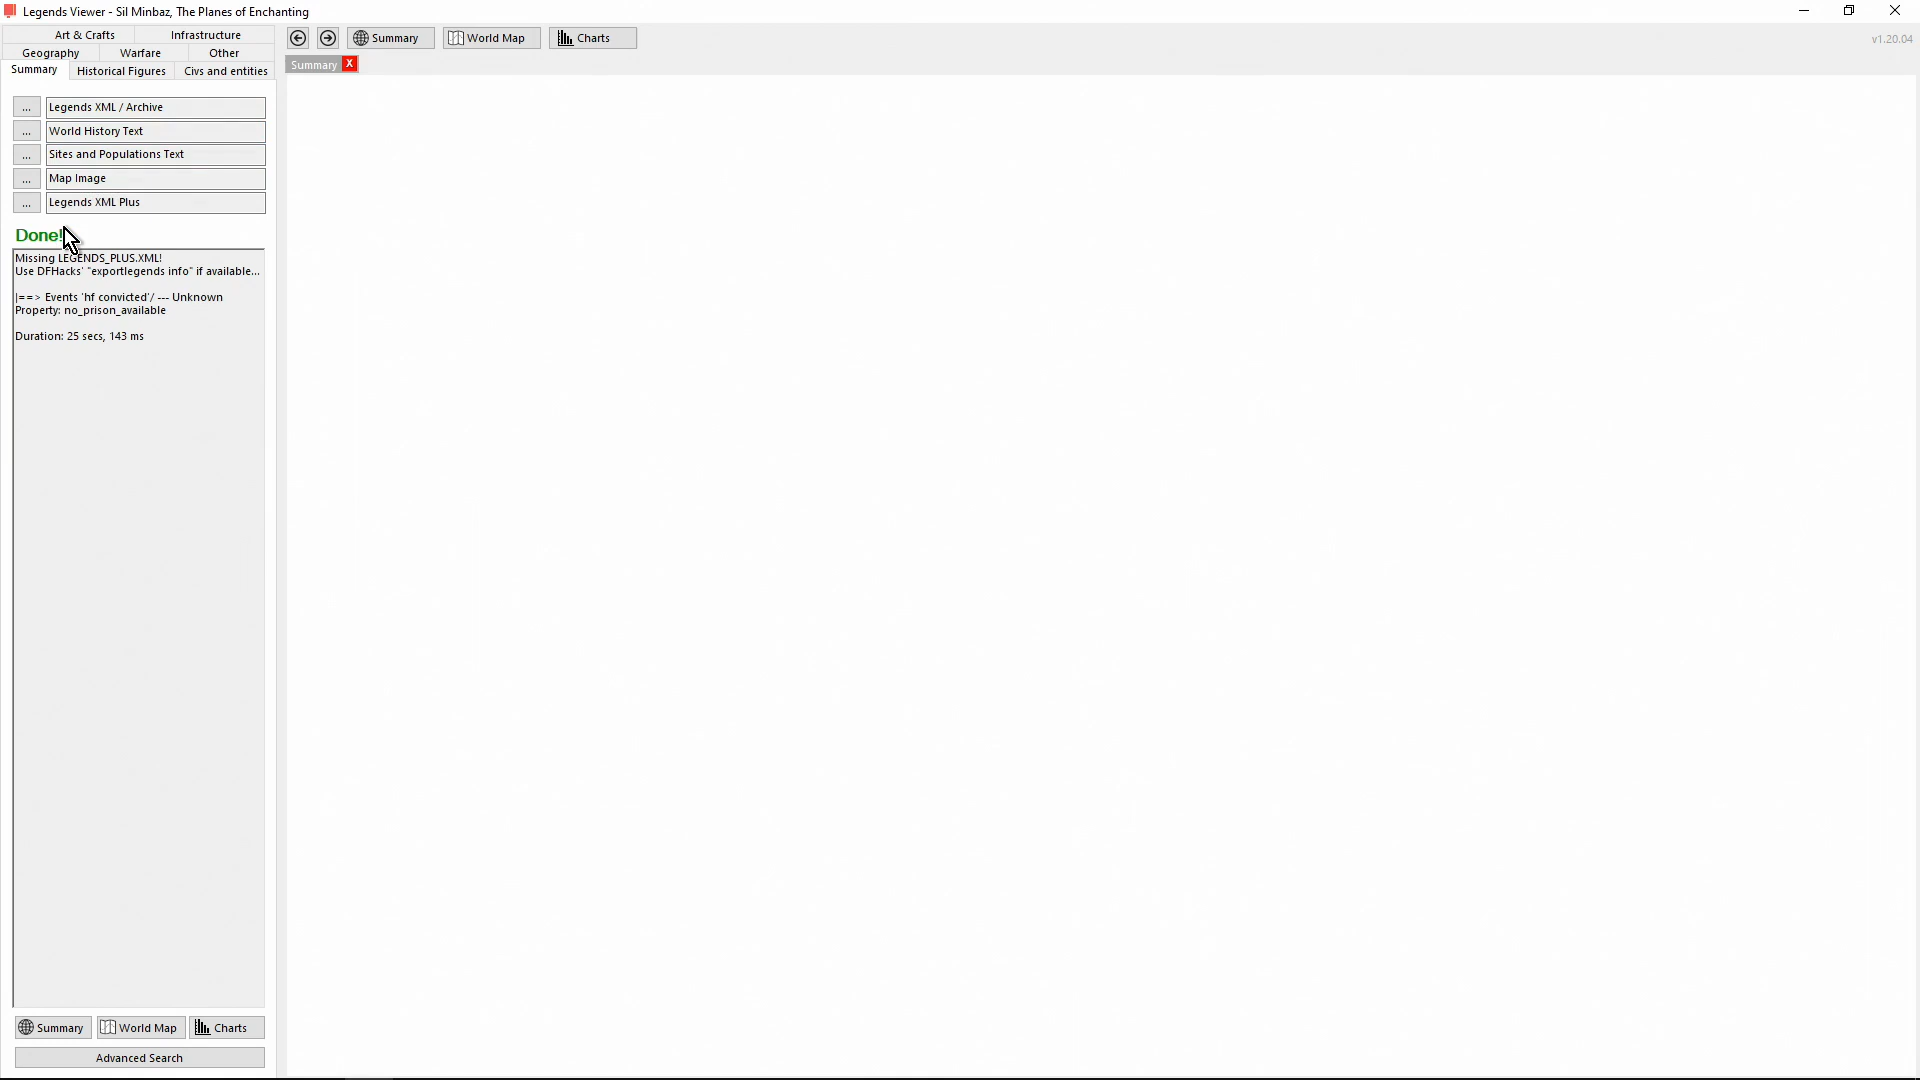 Legends Viewer - Sil Minbaz, The Planes of Enchanting
Art & Crafts Infrastructure
Geography Warfare Other
Summary Historical Figures Civs and entities
Summary World Map Charts
v1.20.04
Summary X
... Legends XML / Archive
... World History Text
... Sites and Populations Text
... Map Image
... Legends XML Plus
Done!
Missing LEGENDS_PLUS.XML!
Use DFHacks' "exportlegends info" if available...
|==> Events 'hf convicted'/ --- Unknown
Property: no_prison_available
Duration: 25 secs, 143 ms
Summary World Map Charts
Advanced Search